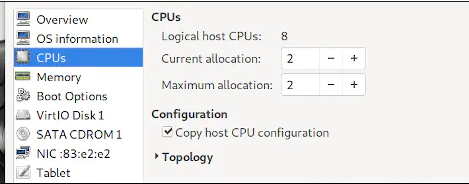 Overview
OS information
CPUs
Memory
Boot Options
VirtIO Disk 1
SATA CDROM 1
NIC :83:e2:e2
Tablet
CPUs
Logical host CPUs: 8
Current allocation: 2 − +
Maximum allocation: 2 − +
Configuration
Copy host CPU configuration
Topology